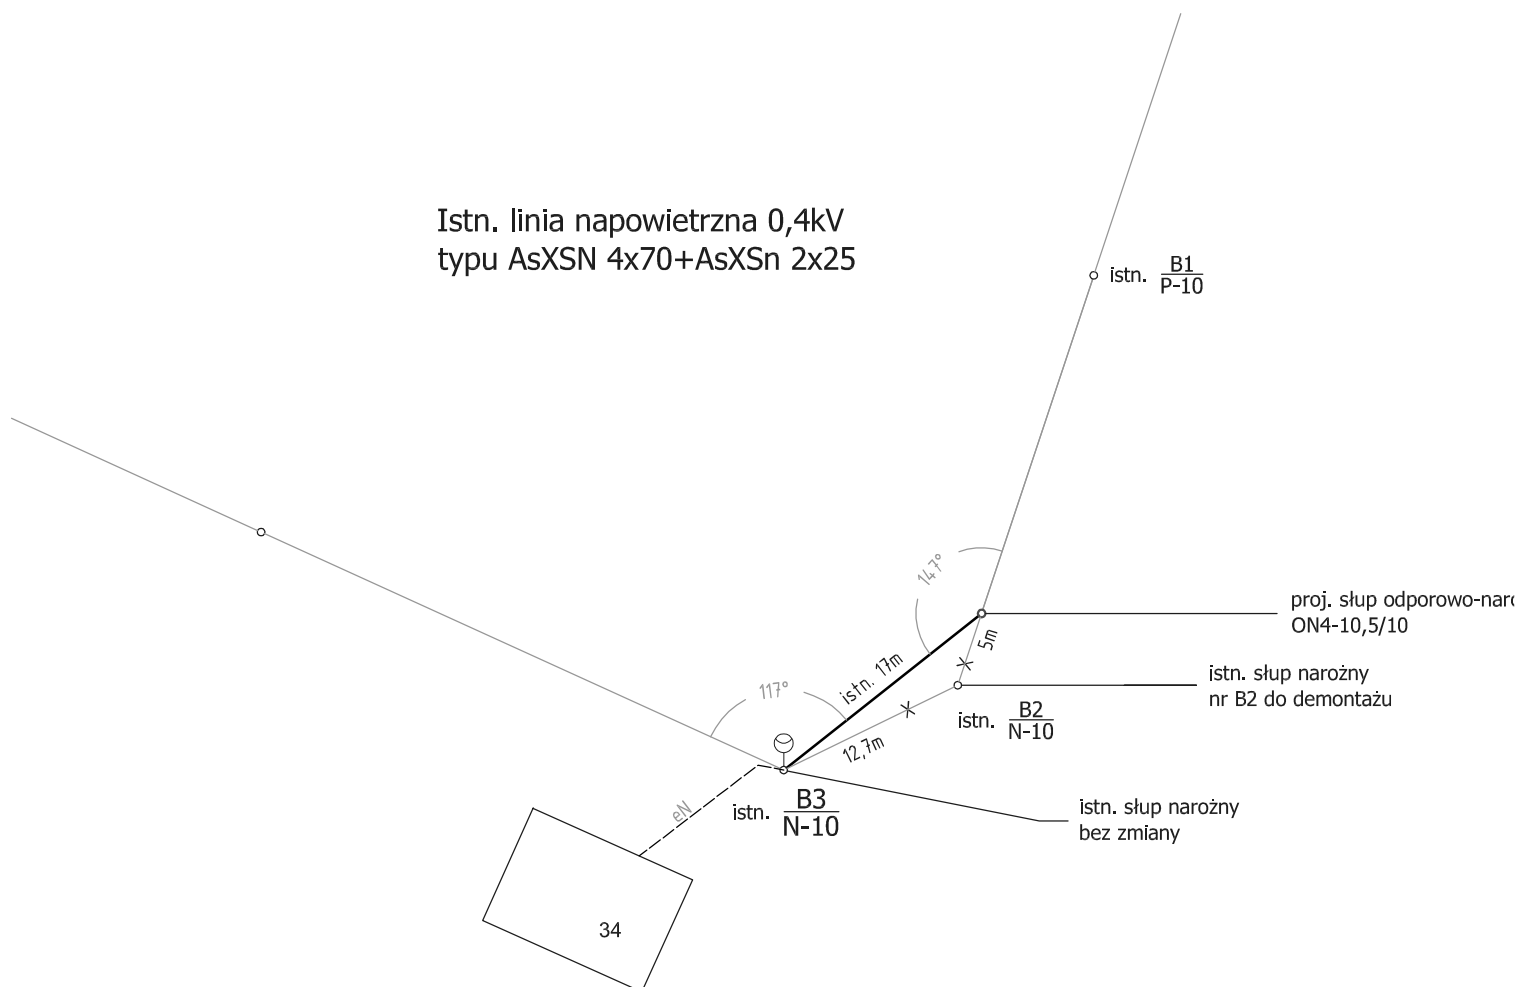 Istn. linia napowietrzna 0,4kV
typu AsXSN 4x70+AsXSn 2x25
istn. B1
P-10
147°
proj. słup odporowo-naro
ON4-10,5/10
5m
istn. 17m
istn. słup narożny
nr B2 do demontażu
117°
istn. B2
N-10
12,7m
eN
istn. B3
N-10
istn. słup narożny
bez zmiany
34